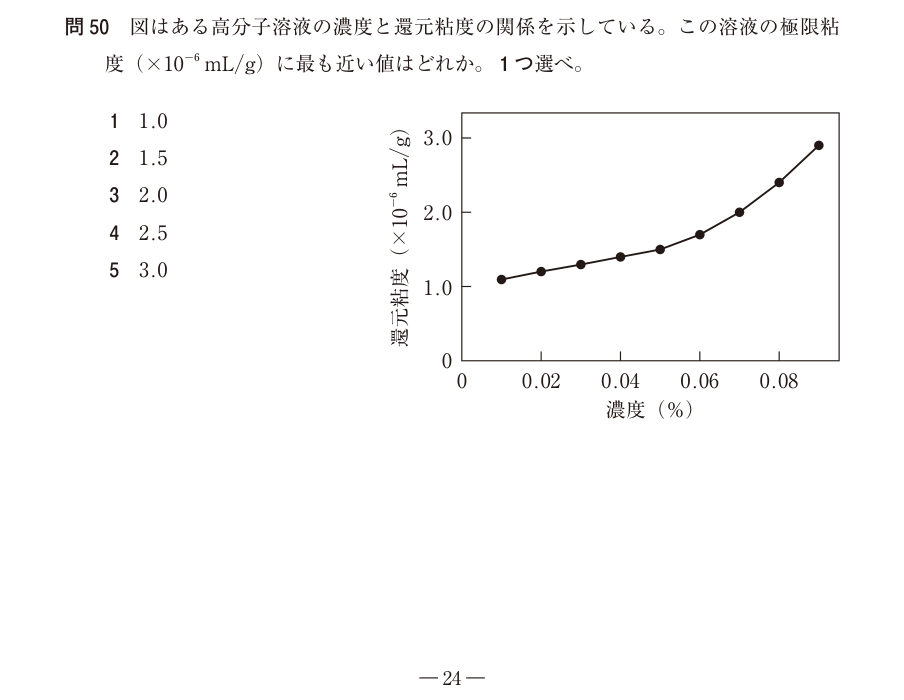 問50 図はある高分子溶液の濃度と還元粘度の関係を示している。この溶液の極限粘
度（×10⁻⁶ mL/g）に最も近い値はどれか。1つ選べ。
1 1.0
2 1.5
3 2.0
4 2.5
5 3.0
還元粘度（×10⁻⁶ mL/g）
3.0
2.0
1.0
0
0 0.02 0.04 0.06 0.08
濃度（%）
— 24 —